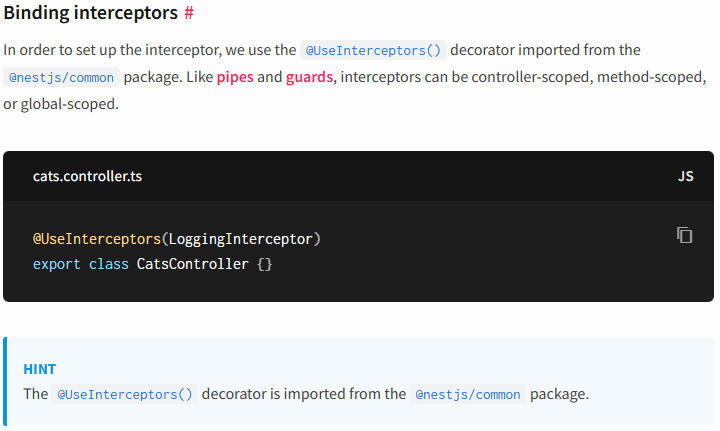 Binding interceptors #
In order to set up the interceptor, we use the @UseInterceptors() decorator imported from the
@nestjs/common package. Like pipes and guards, interceptors can be controller-scoped, method-scoped,
or global-scoped.
cats.controller.ts JS
@UseInterceptors(LoggingInterceptor)
export class CatsController {}
HINT
The @UseInterceptors() decorator is imported from the @nestjs/common package.